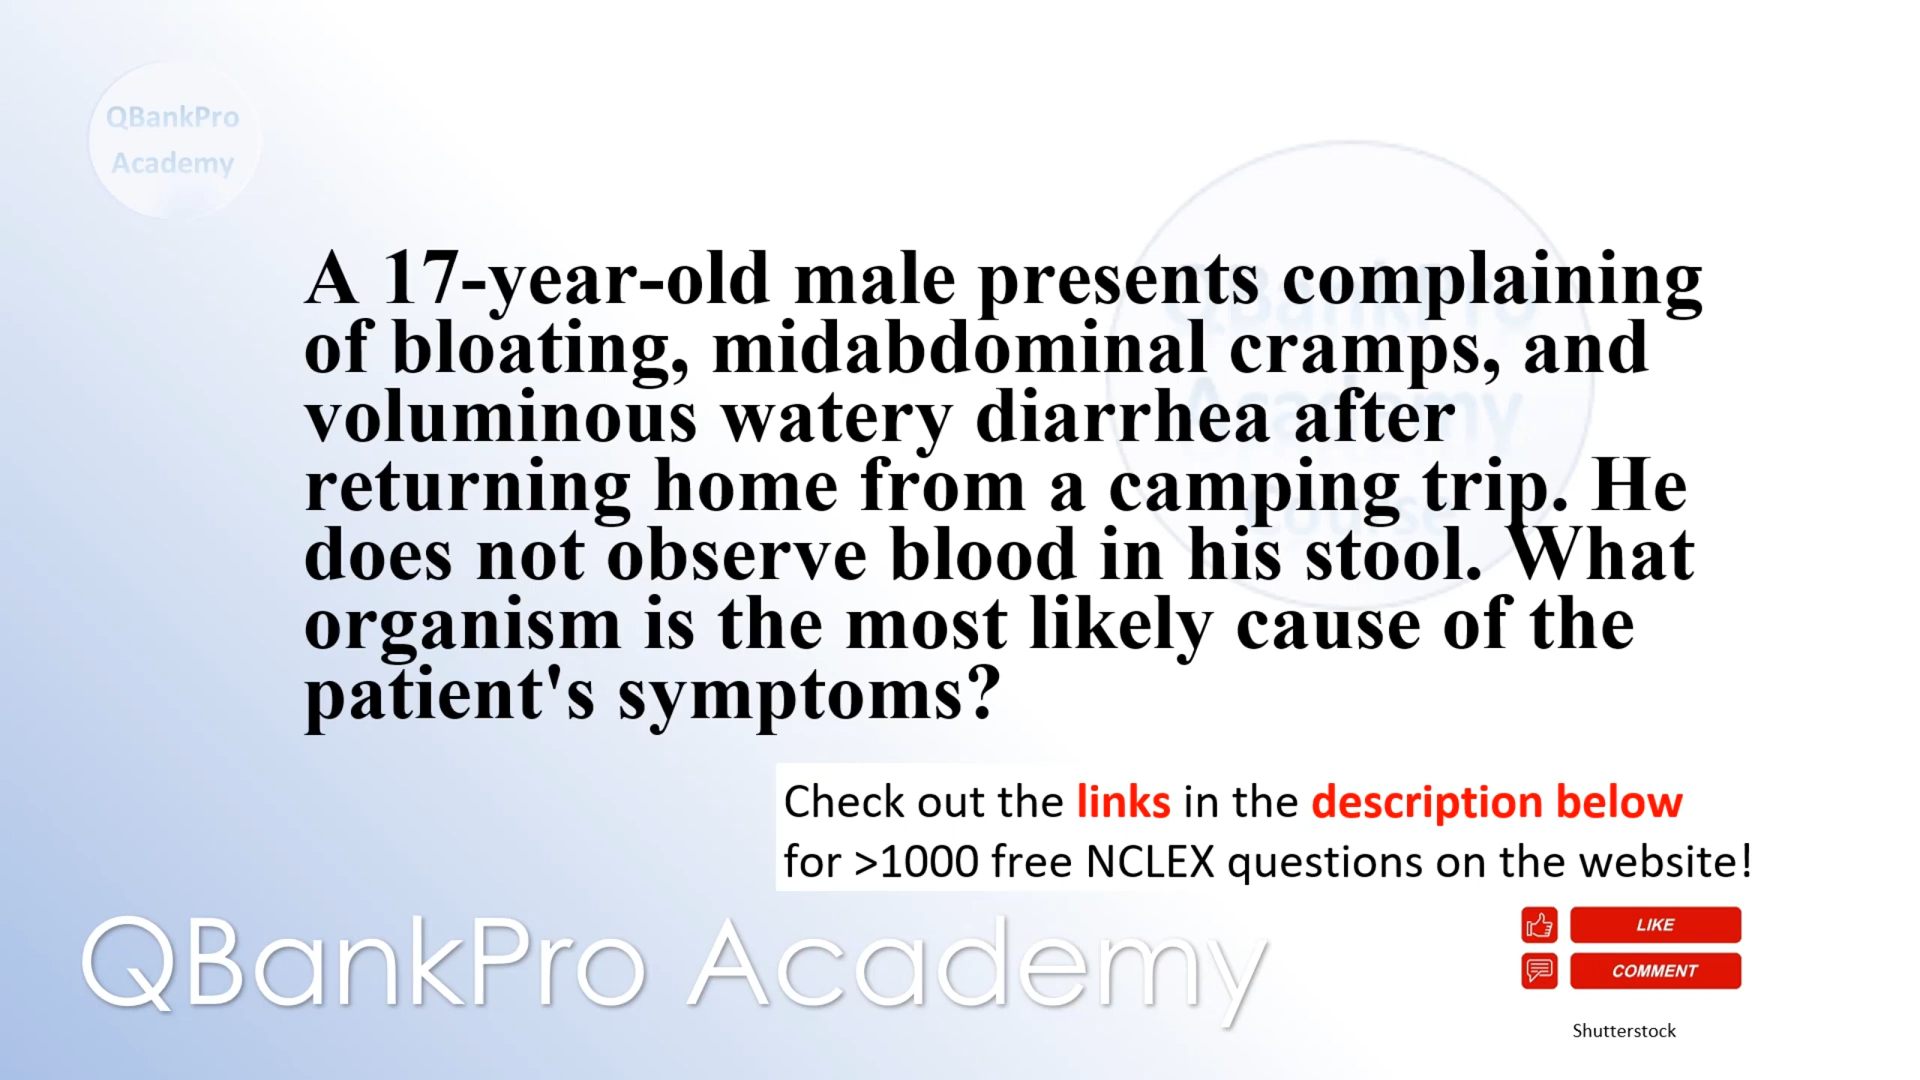 QBankPro
Academy
A 17-year-old male presents complaining
of bloating, midabdominal cramps, and
voluminous watery diarrhea after
returning home from a camping trip. He
does not observe blood in his stool. What
organism is the most likely cause of the
patient's symptoms?
Check out the links in the description below
for >1000 free NCLEX questions on the website!
QBankPro Academy
LIKE
COMMENT
Shutterstock